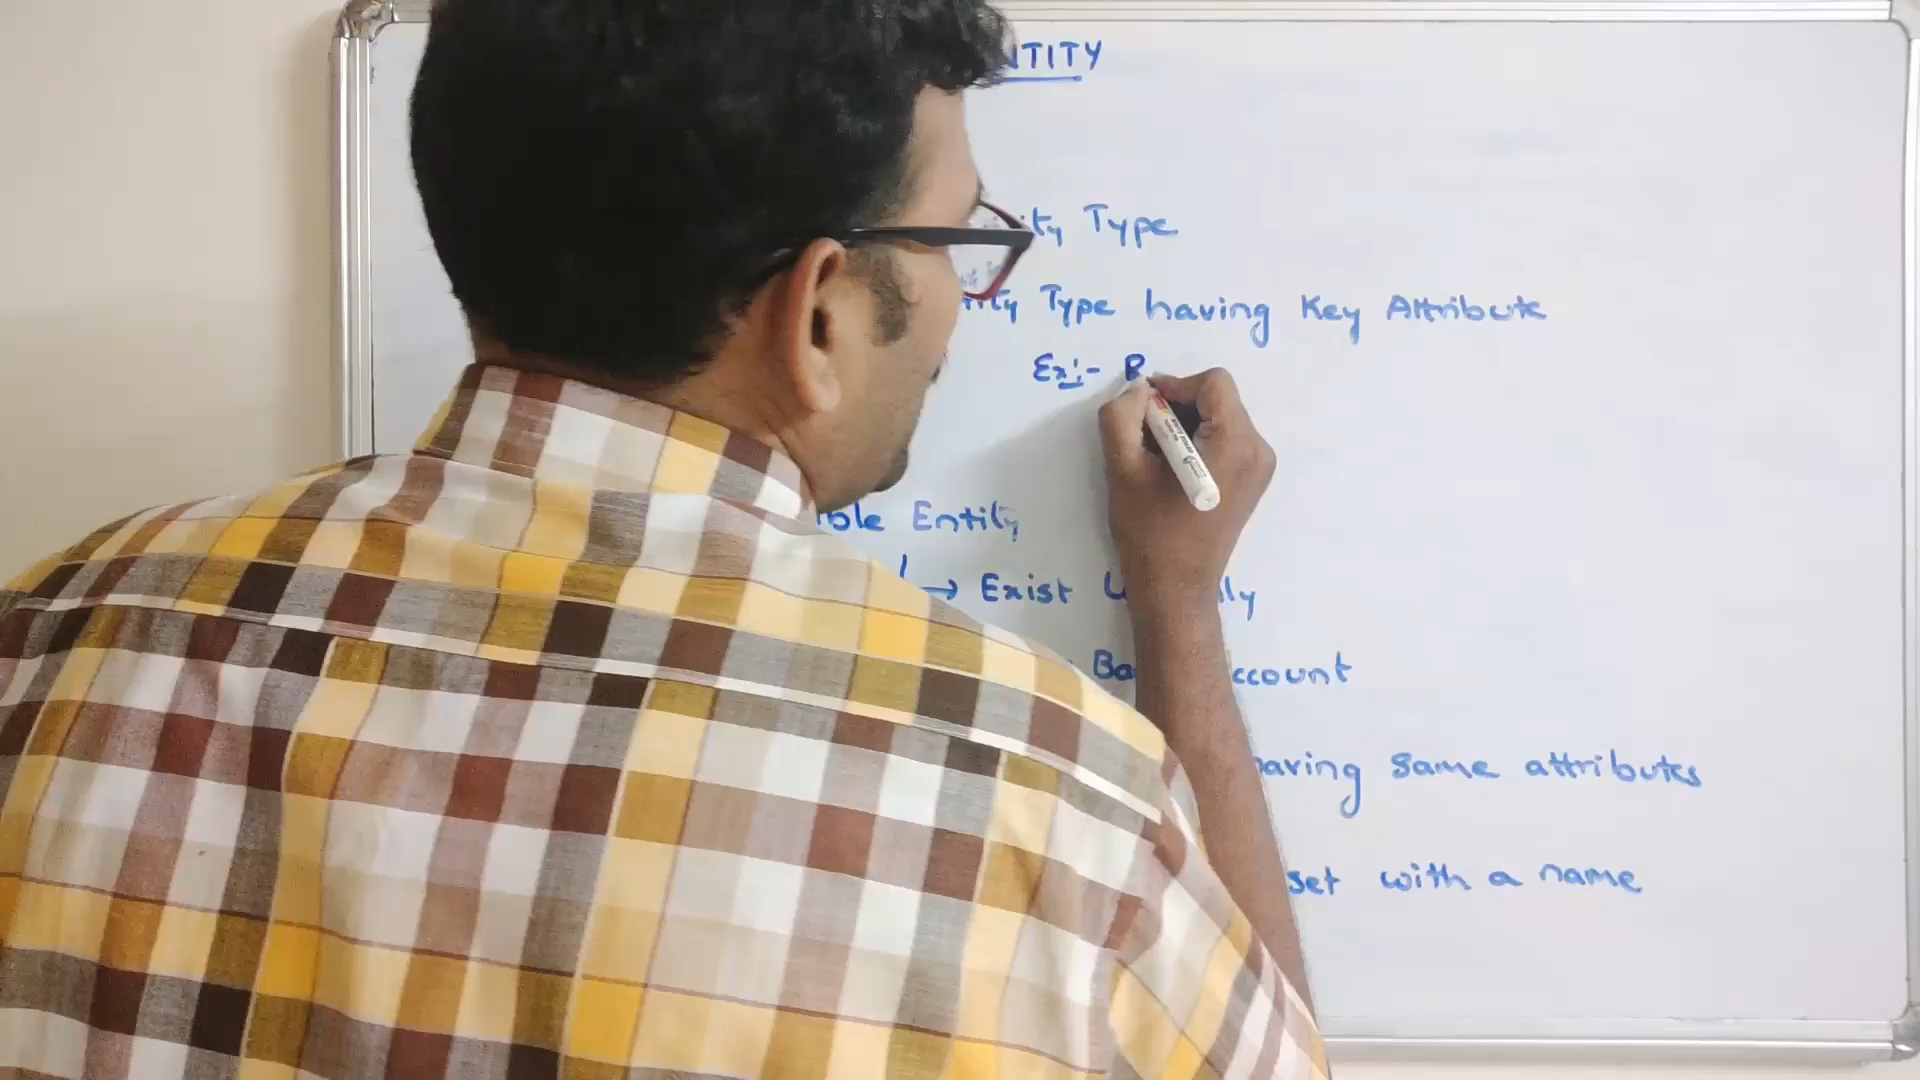 NTITY
ity Type
ity Type having Key Attribute
Ex:- B
ble Entity
→ Exist lly
Ba ccount
having same attributes
set with a name